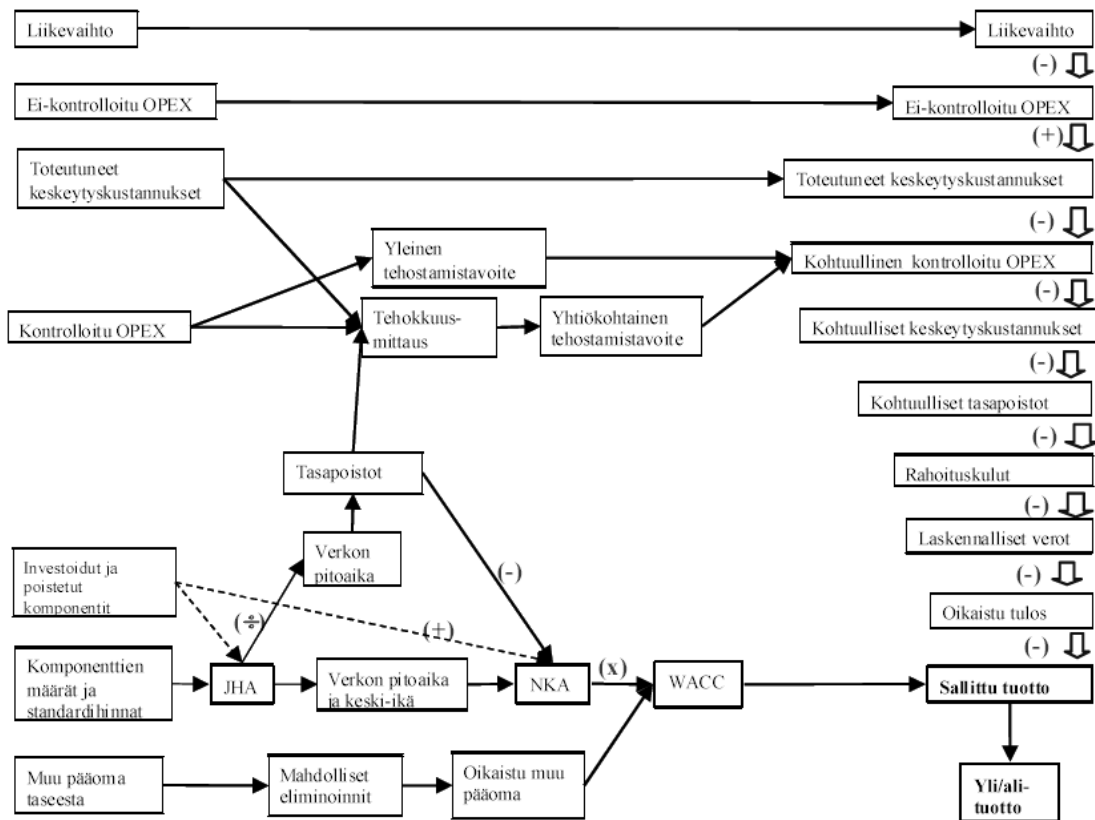 Liikevaihto
Liikevaihto
(-)
Ei-kontrolloitu OPEX
Ei-kontrolloitu OPEX
(+)
Toteutuneet
keskeytyskustannukset
Toteutuneet keskeytyskustannukset
(-)
Yleinen
tehostamistavoite
Kohtuullinen kontrolloitu OPEX
(-)
Kontrolloitu OPEX
Tehokkuus-
mittaus
Yhtiökohtainen
tehostamistavoite
Kohtuulliset keskeytyskustannukset
(-)
Kohtuulliset tasapoistot
(-)
Tasapoistot
Rahoituskulut
(-)
Verkon
pitoaika
Laskennalliset verot
(-)
Investoidut ja
poistetut
komponentit
(-)
(÷)
(+)
Oikaistu tulos
(-)
Komponenttien
määrät ja
standardihinnat
JHA
Verkon pitoaika
ja keski-ikä
NKA
(x)
WACC
Sallittu tuotto
Muu pääoma
taseesta
Mahdolliset
eliminoinnit
Oikaistu muu
pääoma
Yli/ali-
tuotto